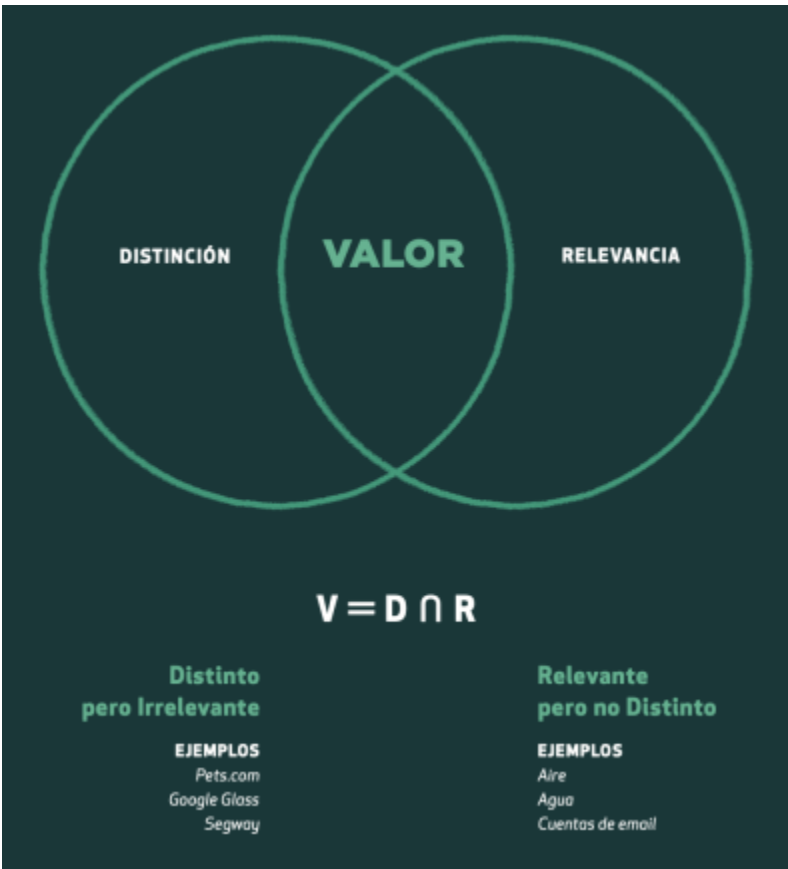 DISTINCIÓN
VALOR
RELEVANCIA
V = D ∩ R
Distinto
pero Irrelevante
EJEMPLOS
Pets.com
Google Glass
Segway
Relevante
pero no Distinto
EJEMPLOS
Aire
Agua
Cuentas de email